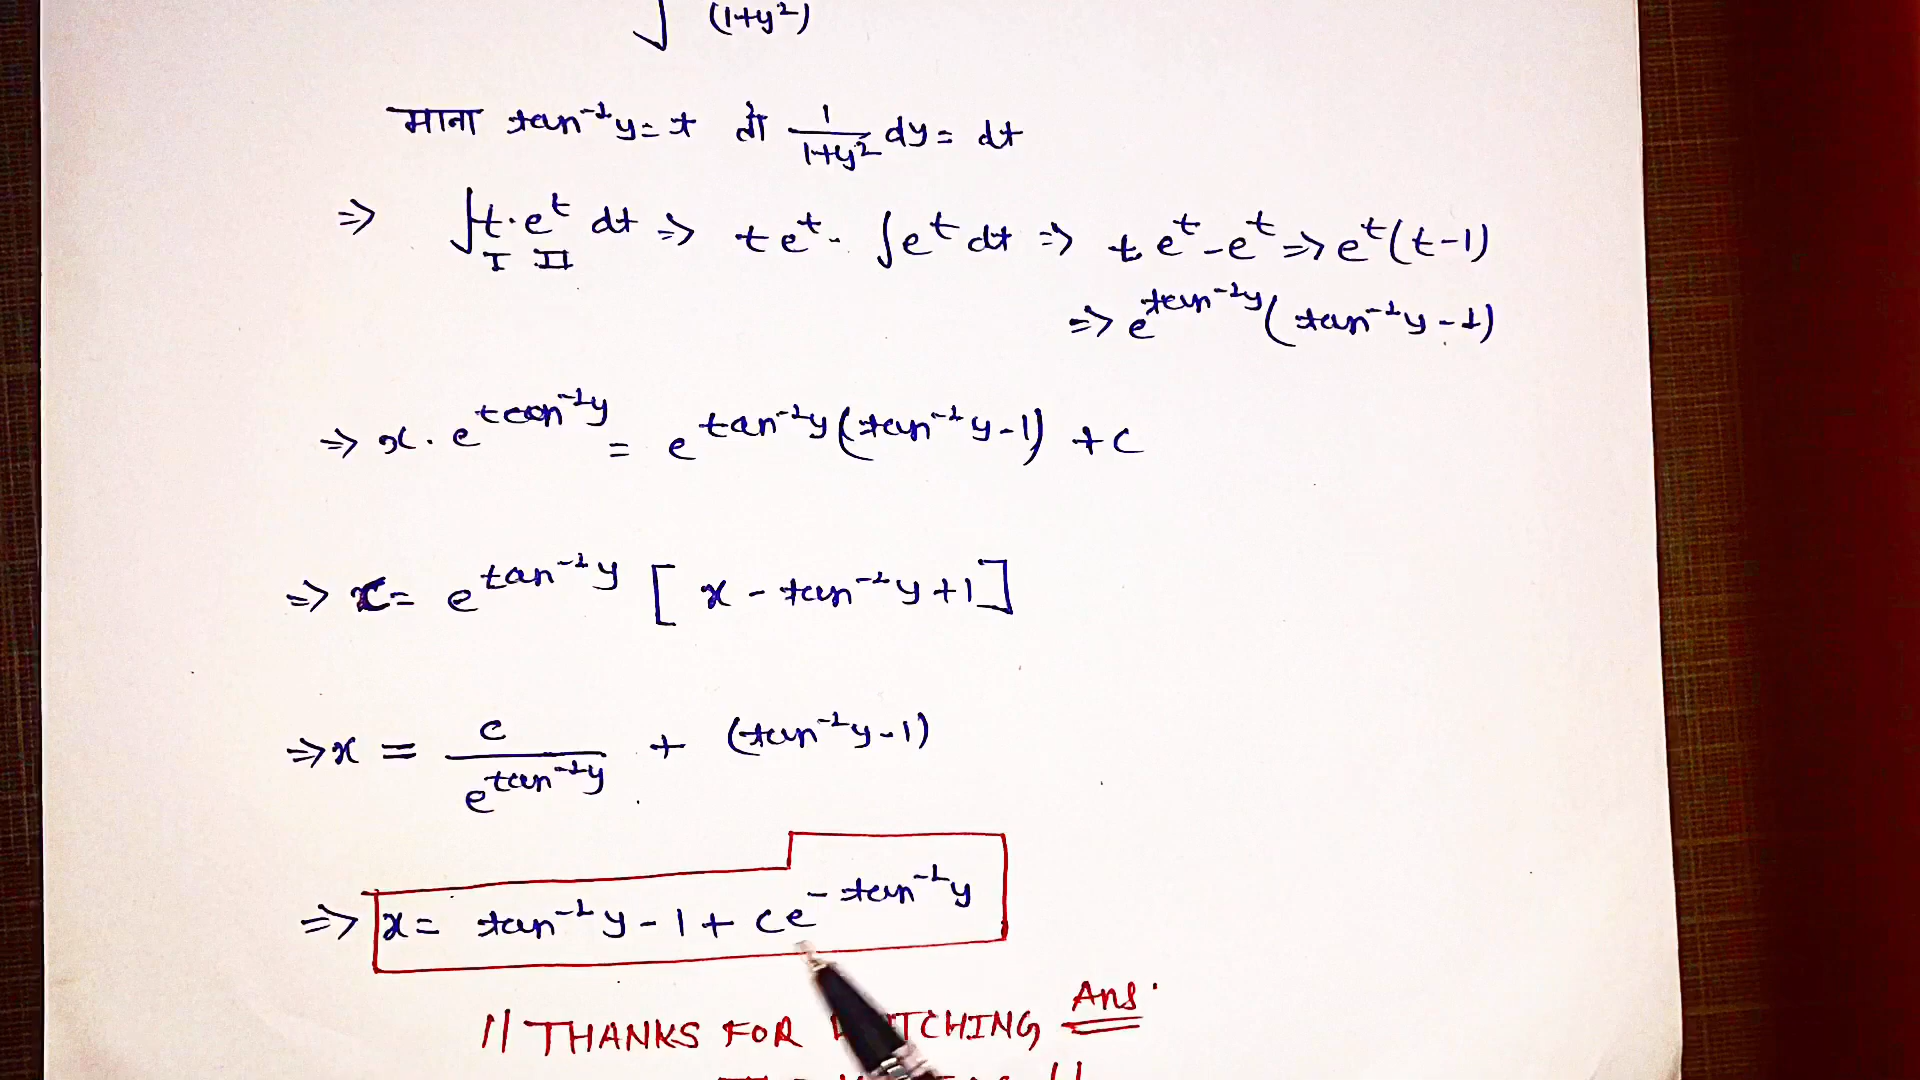 ∫ (1+y²)
माना tan⁻¹y = t तो 1/(1+y²) dy = dt
⇒ ∫t·eᵗ dt ⇒ teᵗ - ∫eᵗ dt ⇒ teᵗ - eᵗ ⇒ eᵗ(t-1)
I II
⇒ e^(tan⁻¹y) (tan⁻¹y - 1)
⇒ x · e^(tan⁻¹y) = e^(tan⁻¹y) (tan⁻¹y - 1) + c
⇒ c = e^(tan⁻¹y) [x - tan⁻¹y + 1]
⇒ x = c/e^(tan⁻¹y) + (tan⁻¹y - 1)
⇒ x = tan⁻¹y - 1 + ce^(-tan⁻¹y)
Ans.
// THANKS FOR